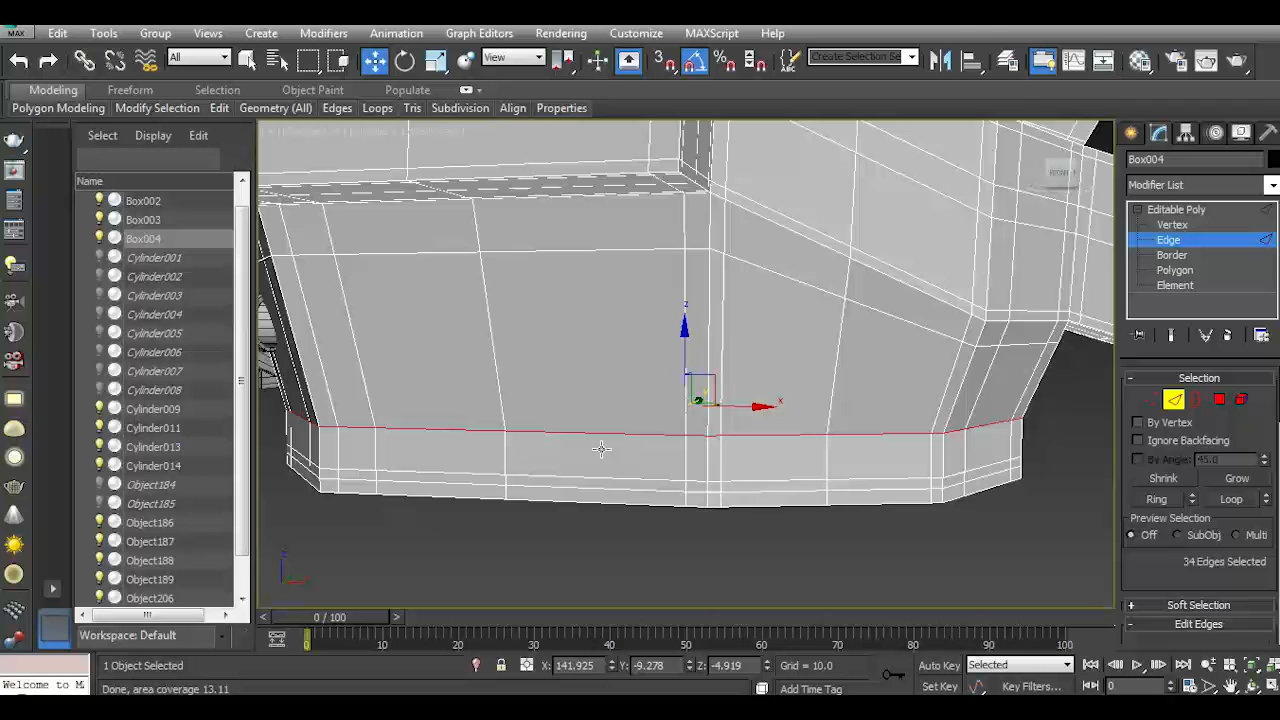 MAX
Edit Tools Group Views Create Modifiers Animation Graph Editors Rendering Customize MAXScript Help
All View 3 Create Selection Se
Modeling Freeform Selection Object Paint Populate
Polygon Modeling Modify Selection Edit Geometry (All) Edges Loops Tris Subdivision Align Properties
Select Display Edit
Name
Box002
Box003
Box004
Cylinder001
Cylinder002
Cylinder003
Cylinder004
Cylinder005
Cylinder006
Cylinder007
Cylinder008
Cylinder009
Cylinder011
Cylinder013
Cylinder014
Object184
Object185
Object186
Object187
Object188
Object189
Object206
Workspace: Default
z
x
Box004
Modifier List
Editable Poly
Vertex
Edge
Border
Polygon
Element
Selection
By Vertex
Ignore Backfacing
By Angle: 45.0
Shrink Grow
Ring Loop
Preview Selection
Off SubObj Multi
34 Edges Selected
Soft Selection
Edit Edges
0 / 100
0 10 20 30 40 50 60 70 80 90 100
1 Object Selected X: 141.925 Y: -9.278 Z: -4.919 Grid = 10.0 Auto Key Selected
Welcome to M Done, area coverage 13.11 Add Time Tag Set Key Key Filters... 0